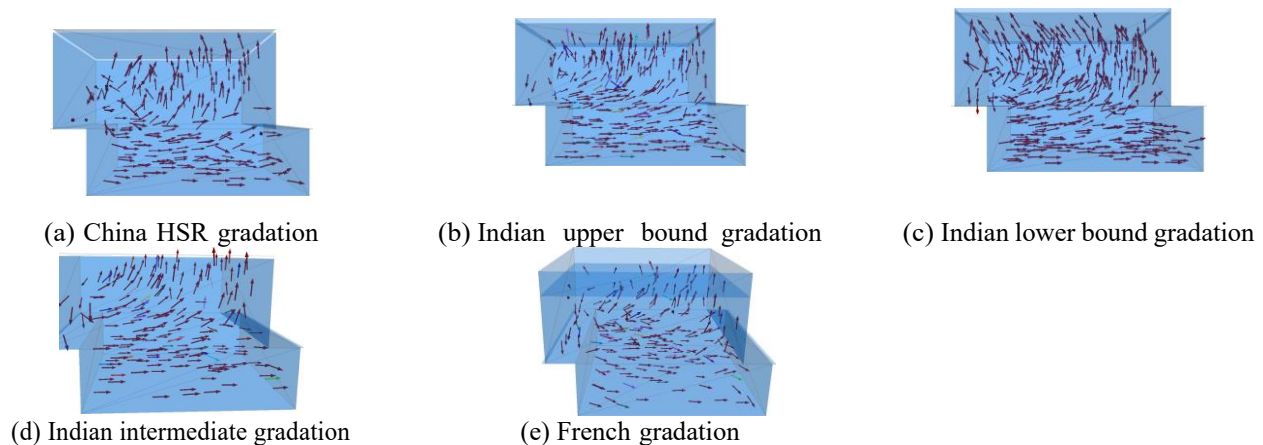 (a) China HSR gradation
(b) Indian upper bound gradation
(c) Indian lower bound gradation
(d) Indian intermediate gradation
(e) French gradation